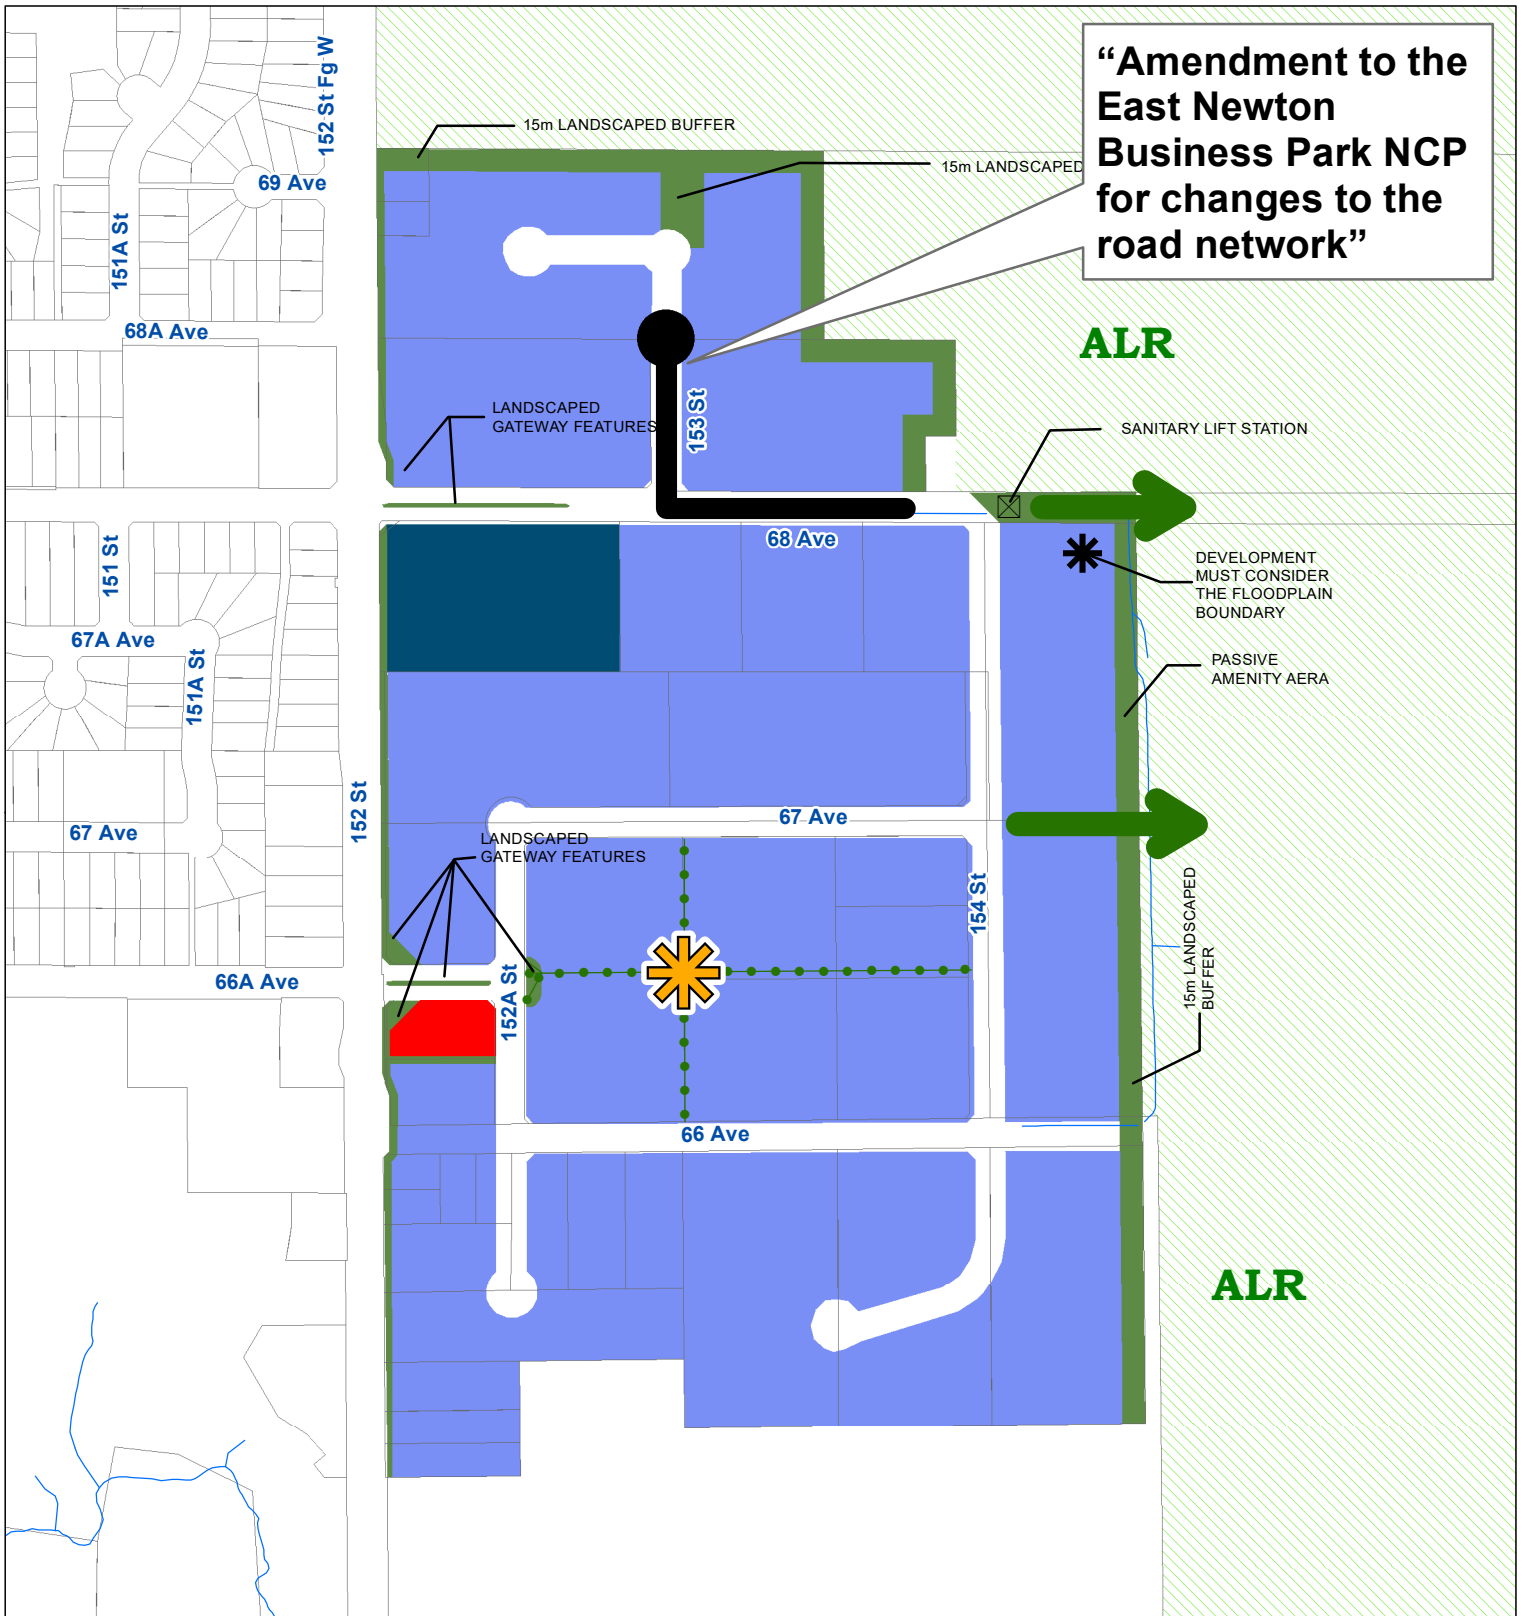 “Amendment to the
East Newton
Business Park NCP
for changes to the
road network”
152 St Fg W
15m LANDSCAPED BUFFER
15m LANDSCAPED
69 Ave
151A St
68A Ave
ALR
153 St
LANDSCAPED
GATEWAY FEATURES
SANITARY LIFT STATION
68 Ave
151 St
DEVELOPMENT
MUST CONSIDER
THE FLOODPLAIN
BOUNDARY
67A Ave
151A St
PASSIVE
AMENITY AERA
152 St
67 Ave
67 Ave
LANDSCAPED
GATEWAY FEATURES
154 St
15m LANDSCAPED
BUFFER
66A Ave
152A St
66 Ave
ALR